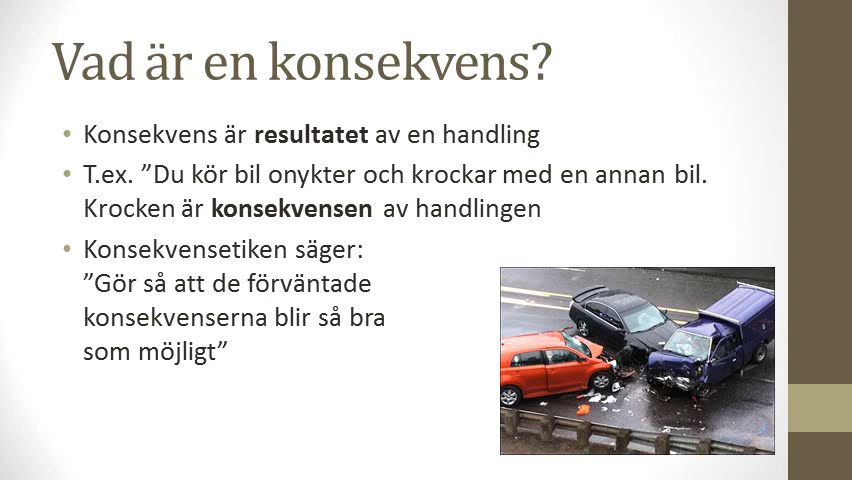 Vad är en konsekvens?
• Konsekvens är resultatet av en handling
• T.ex. ”Du kör bil onykter och krockar med en annan bil.
Krocken är konsekvensen av handlingen
• Konsekvensetiken säger:
”Gör så att de förväntade
konsekvenserna blir så bra
som möjligt”